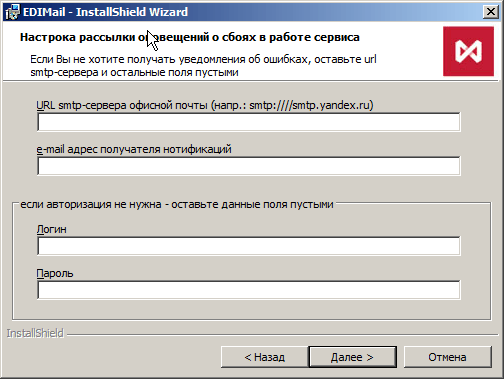 EDIMail - InstallShield Wizard
Настрока рассылки о звещений о сбоях в работе сервиса
Если Вы не хотите получать уведомления об ошибках, оставьте url
smtp-сервера и остальные поля пустыми
URL smtp-сервера офисной почты (напр.: smtp:////smtp.yandex.ru)
e-mail адрес получателя нотификаций
если авторизация не нужна - оставьте данные поля пустыми
Логин
Пароль
InstallShield
< Назад
Далее >
Отмена